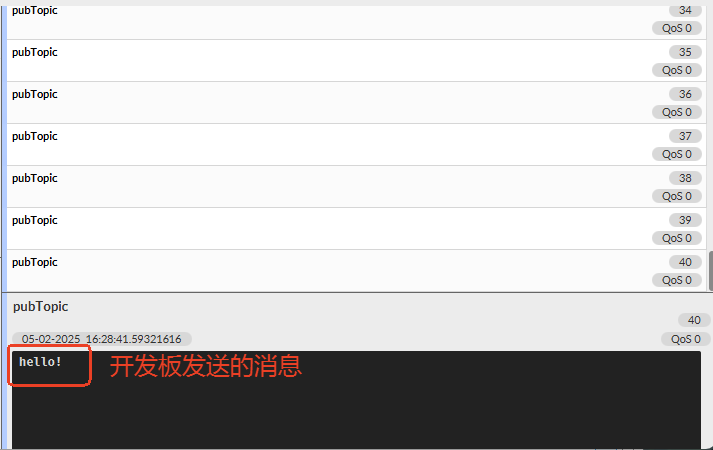 pubTopic
34
QoS 0
pubTopic
35
QoS 0
pubTopic
36
QoS 0
pubTopic
37
QoS 0
pubTopic
38
QoS 0
pubTopic
39
QoS 0
pubTopic
40
QoS 0
pubTopic
40
05-02-2025 16:28:41.59321616
QoS 0
hello!
开发板发送的消息